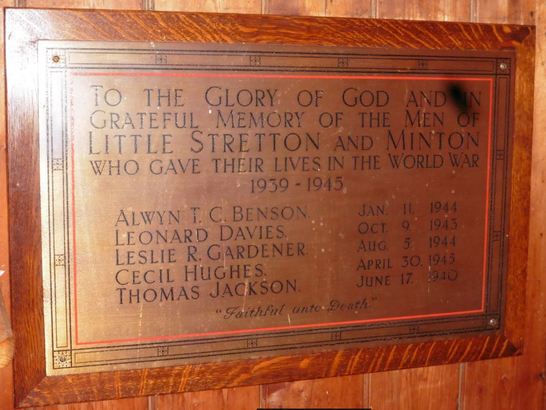 To the Glory of God and in
Grateful Memory of the Men of
Little Stretton and Minton
who gave their lives in the World War
1939-1945
Alwyn T. C. Benson. Jan. 11. 1944
Leonard Davies. Oct. 9. 1943
Leslie R. Gardener. Aug. 5. 1944
Cecil Hughes. April 30. 1945
Thomas Jackson. June 17. 1940
"Faithful unto Death"